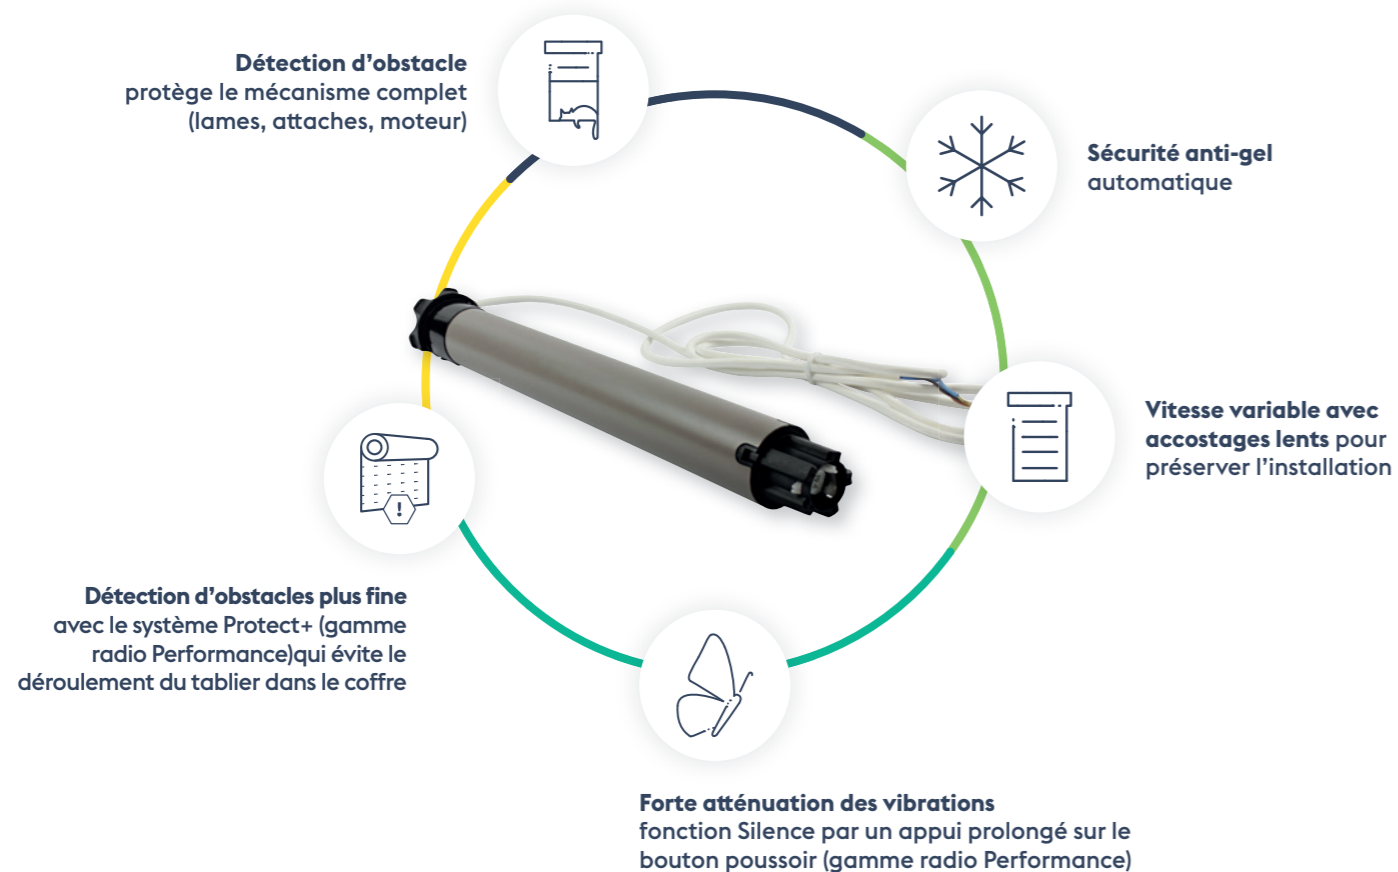 Détection d’obstacle
protège le mécanisme complet
(lames, attaches, moteur)
Sécurité anti-gel
automatique
Vitesse variable avec
accostages lents pour
préserver l’installation
Détection d’obstacles plus fine
avec le système Protect+ (gamme
radio Performance)qui évite le
déroulement du tablier dans le coffre
!
Forte atténuation des vibrations
fonction Silence par un appui prolongé sur le
bouton poussoir (gamme radio Performance)